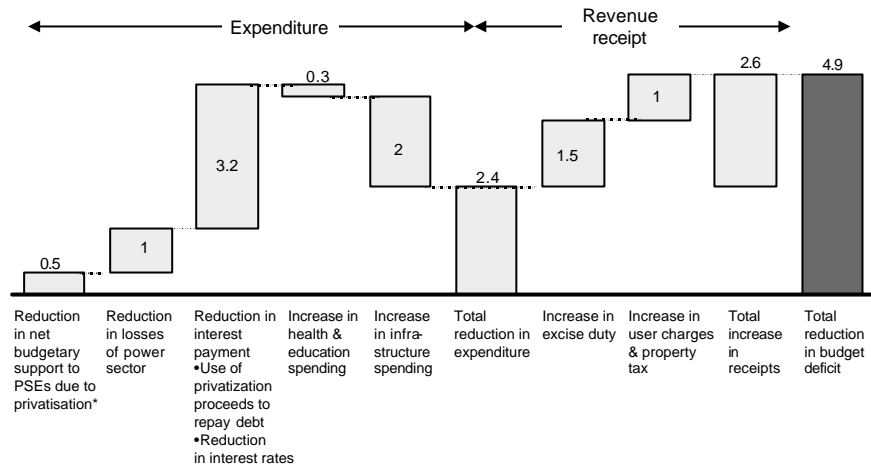 Expenditure
Revenue
receipt
0.5
1
3.2
0.3
2
2.4
1.5
1
2.6
4.9
Reduction
in net
budgetary
support to
PSEs due to
privatisation*
Reduction
in losses
of power
sector
Reduction in
interest
payment
•Use of
privatization
proceeds to
repay debt
•Reduction
in interest rates
Increase in
health &
education
spending
Increase
in infra-
structure
spending
Total
reduction in
expenditure
Increase in
excise duty
Increase in
user charges
& property
tax
Total
increase
in
receipts
Total
reduction
in budget
deficit